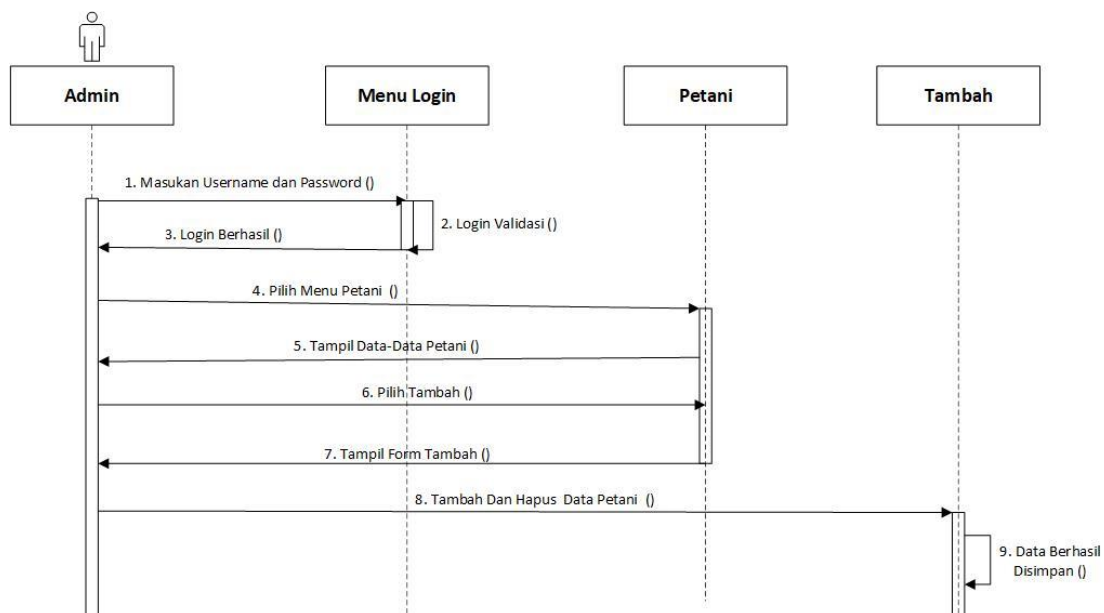 Admin
Menu Login
Petani
Tambah
1. Masukan Username dan Password ()
2. Login Validasi ()
3. Login Berhasil ()
4. Pilih Menu Petani ()
5. Tampil Data-Data Petani ()
6. Pilih Tambah ()
7. Tampil Form Tambah ()
8. Tambah Dan Hapus Data Petani ()
9. Data Berhasil
Disimpan ()